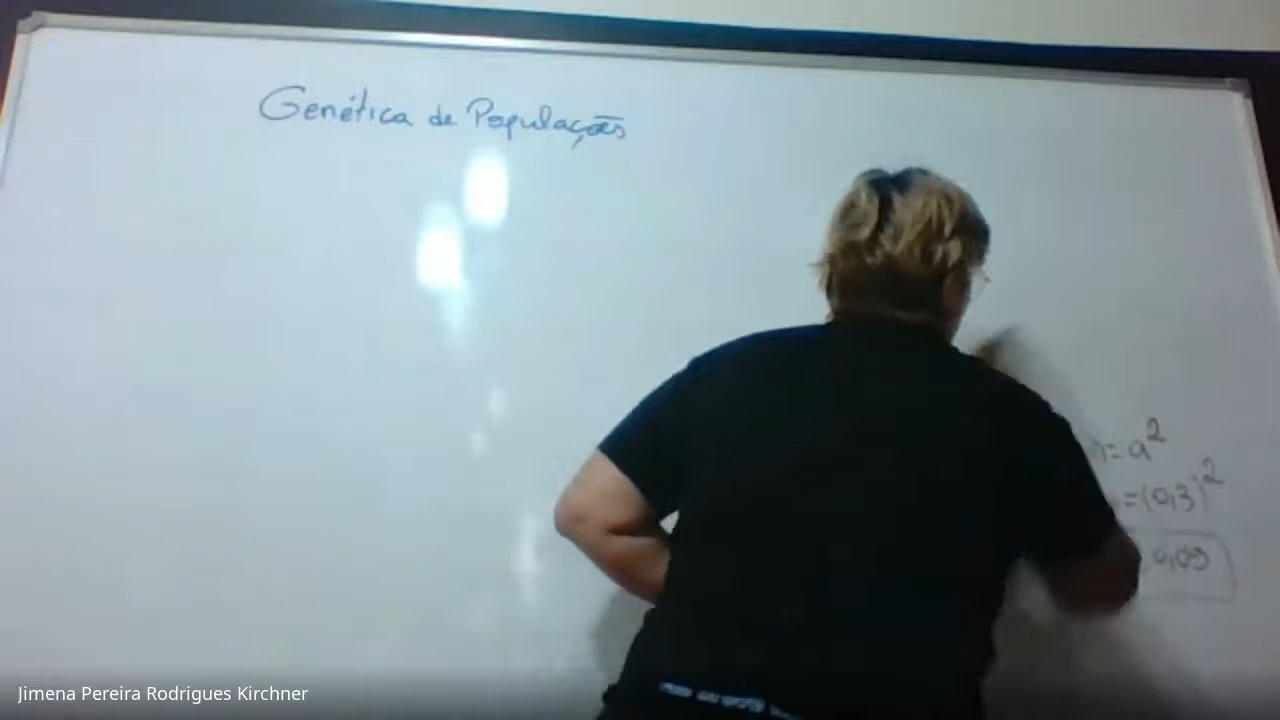 Genética de Populações
= a²
=(0,3)²
0,09
Jimena Pereira Rodrigues Kirchner